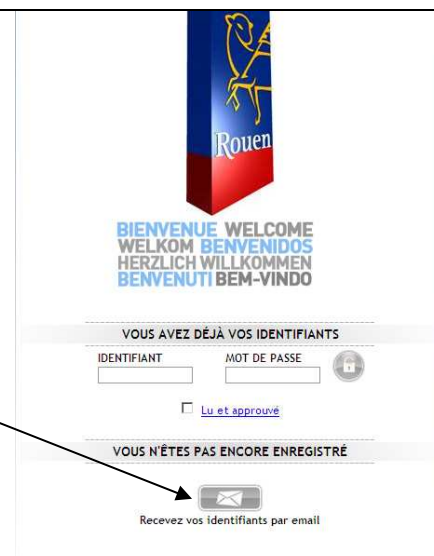 Rouen
BIENVENUE WELCOME
WELKOM BENVENIDOS
HERZLICH WILLKOMMEN
BENVENUTI BEM-VINDO
VOUS AVEZ DÉJÀ VOS IDENTIFIANTS
IDENTIFIANT MOT DE PASSE
Lu et approuvé
VOUS N'ÊTES PAS ENCORE ENREGISTRÉ
Recevez vos identifiants par email